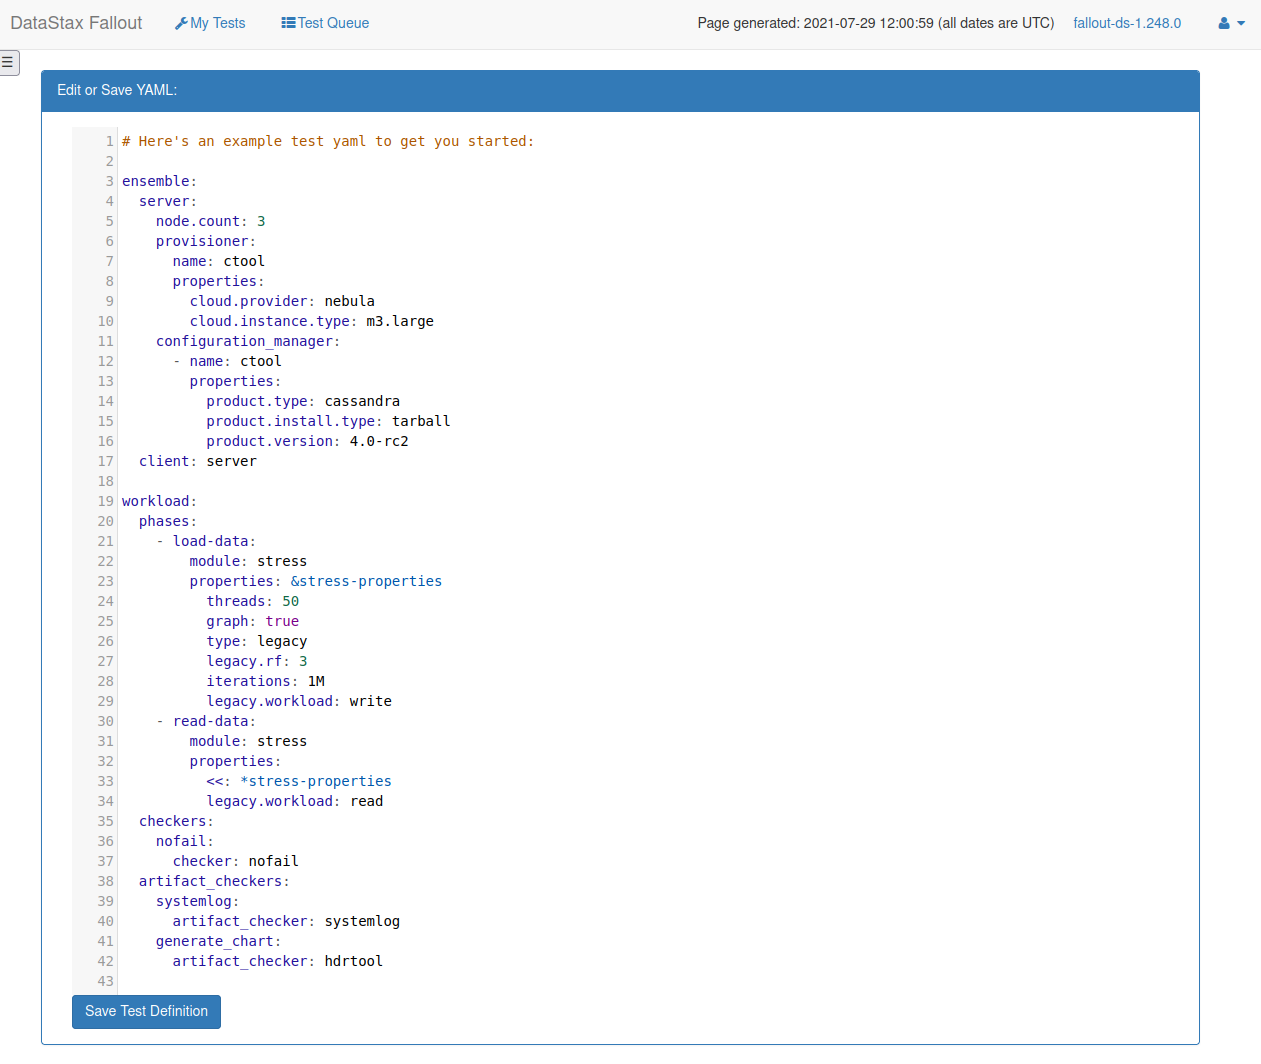 DataStax Fallout My Tests Test Queue Page generated: 2021-07-29 12:00:59 (all dates are UTC) fallout-ds-1.248.0
Edit or Save YAML:
1 # Here's an example test yaml to get you started:
2
3 ensemble:
4   server:
5     node.count: 3
6     provisioner:
7       name: ctool
8       properties:
9         cloud.provider: nebula
10         cloud.instance.type: m3.large
11     configuration_manager:
12       - name: ctool
13         properties:
14           product.type: cassandra
15           product.install.type: tarball
16           product.version: 4.0-rc2
17   client: server
18
19 workload:
20   phases:
21     - load-data:
22         module: stress
23         properties: &stress-properties
24           threads: 50
25           graph: true
26           type: legacy
27           legacy.rf: 3
28           iterations: 1M
29           legacy.workload: write
30     - read-data:
31         module: stress
32         properties:
33           <<: *stress-properties
34           legacy.workload: read
35   checkers:
36     nofail:
37       checker: nofail
38   artifact_checkers:
39     systemlog:
40       artifact_checker: systemlog
41     generate_chart:
42       artifact_checker: hdrtool
43
Save Test Definition